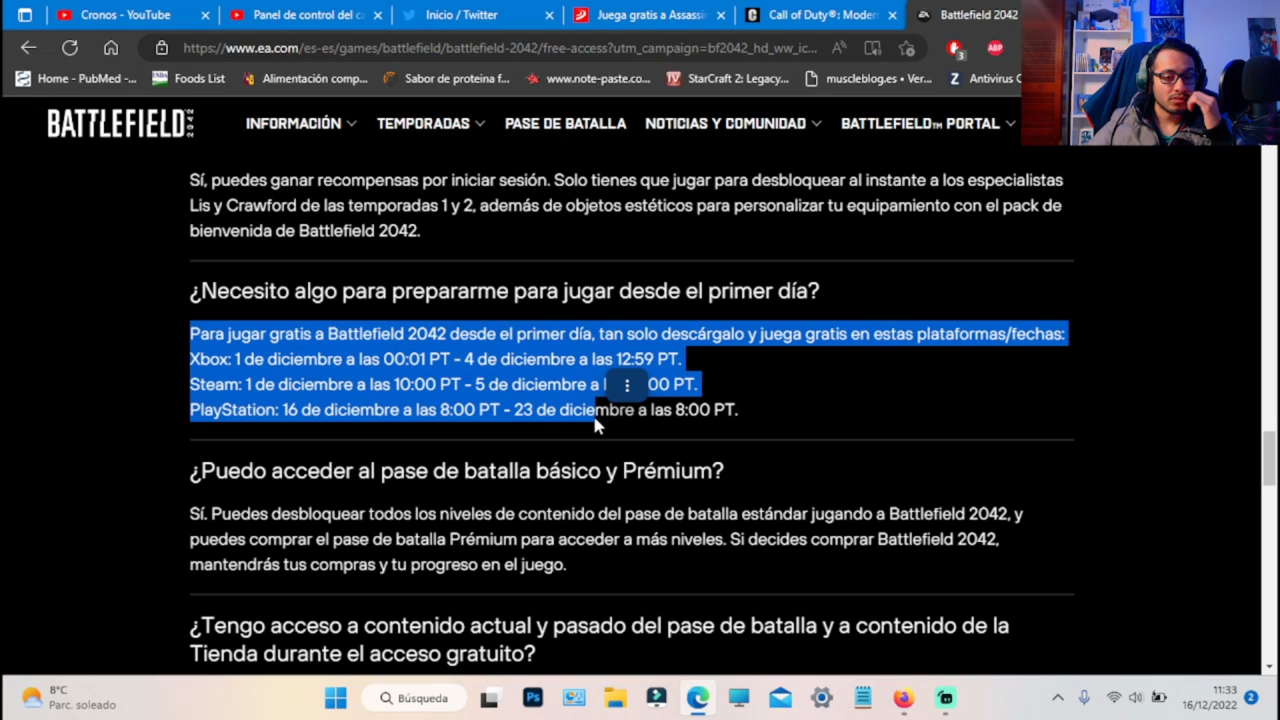 Cronos - YouTube
Panel de control del ca
Inicio / Twitter
Juega gratis a Assassi
Call of Duty®: Modern
Battlefield 2042
https://www.ea.com/es-es/games/battlefield/battlefield-2042/free-access?utm_campaign=bf2042_hd_ww_ic...
3
ABP
Home - PubMed -...
Foods List
Alimentación comp...
Sabor de proteina f...
www.note-paste.co...
StarCraft 2: Legacy...
muscleblog.es • Ver...
Antivirus C
BATTLEFIELD 2042
INFORMACIÓN
TEMPORADAS
PASE DE BATALLA
NOTICIAS Y COMUNIDAD
BATTLEFIELD™ PORTAL
Sí, puedes ganar recompensas por iniciar sesión. Solo tienes que jugar para desbloquear al instante a los especialistas
Lis y Crawford de las temporadas 1 y 2, además de objetos estéticos para personalizar tu equipamiento con el pack de
bienvenida de Battlefield 2042.
¿Necesito algo para prepararme para jugar desde el primer día?
Para jugar gratis a Battlefield 2042 desde el primer día, tan solo descárgalo y juega gratis en estas plataformas/fechas:
Xbox: 1 de diciembre a las 00:01 PT - 4 de diciembre a las 12:59 PT.
Steam: 1 de diciembre a las 10:00 PT - 5 de diciembre a l 00 PT.
PlayStation: 16 de diciembre a las 8:00 PT - 23 de diciembre a las 8:00 PT.
¿Puedo acceder al pase de batalla básico y Prémium?
Sí. Puedes desbloquear todos los niveles de contenido del pase de batalla estándar jugando a Battlefield 2042, y
puedes comprar el pase de batalla Prémium para acceder a más niveles. Si decides comprar Battlefield 2042,
mantendrás tus compras y tu progreso en el juego.
¿Tengo acceso a contenido actual y pasado del pase de batalla y a contenido de la
Tienda durante el acceso gratuito?
8°C
Parc. soleado
Búsqueda
11:33
16/12/2022
2